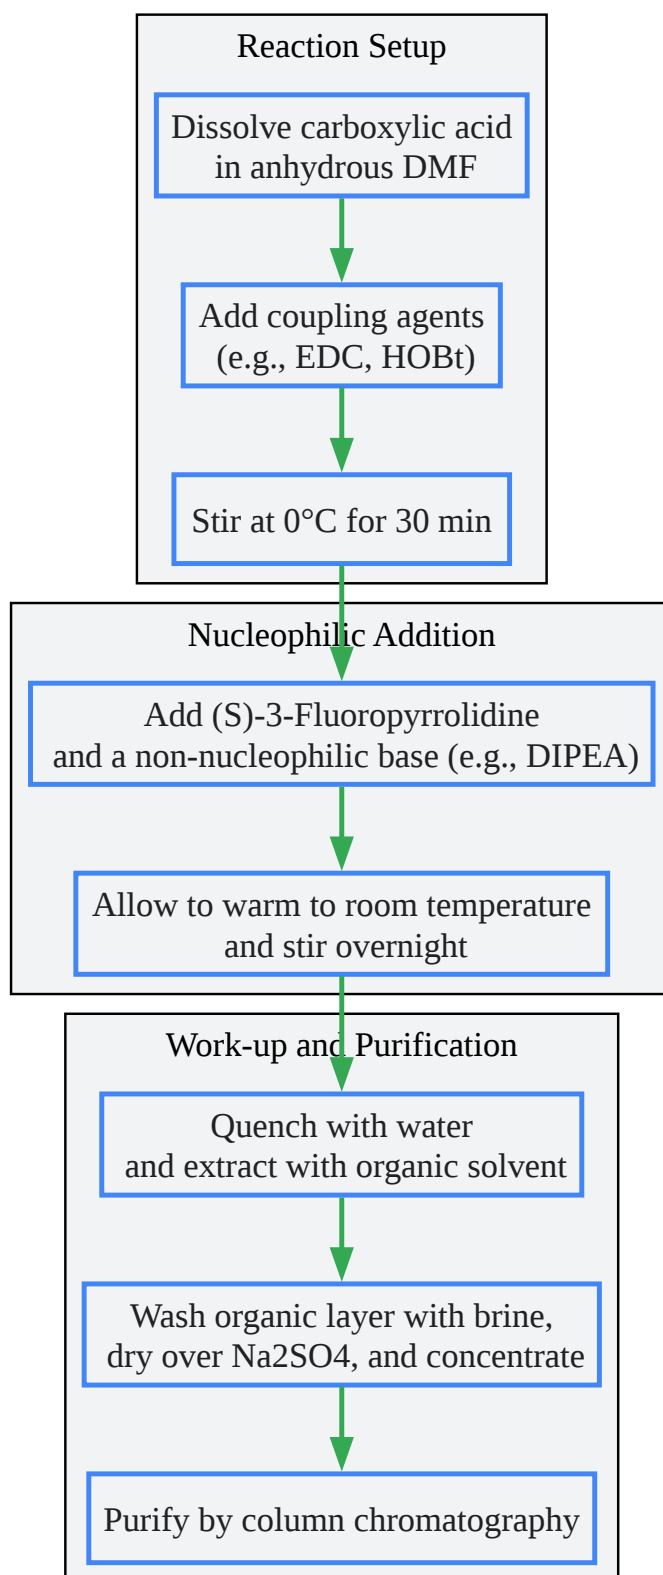 Reaction Setup
Dissolve carboxylic acid
in anhydrous DMF
Add coupling agents
(e.g., EDC, HOBt)
Stir at 0°C for 30 min
Nucleophilic Addition
Add (S)-3-Fluoropyrrolidine
and a non-nucleophilic base (e.g., DIPEA)
Allow to warm to room temperature
and stir overnight
Work-up and Purification
Quench with water
and extract with organic solvent
Wash organic layer with brine,
dry over Na2SO4, and concentrate
Purify by column chromatography